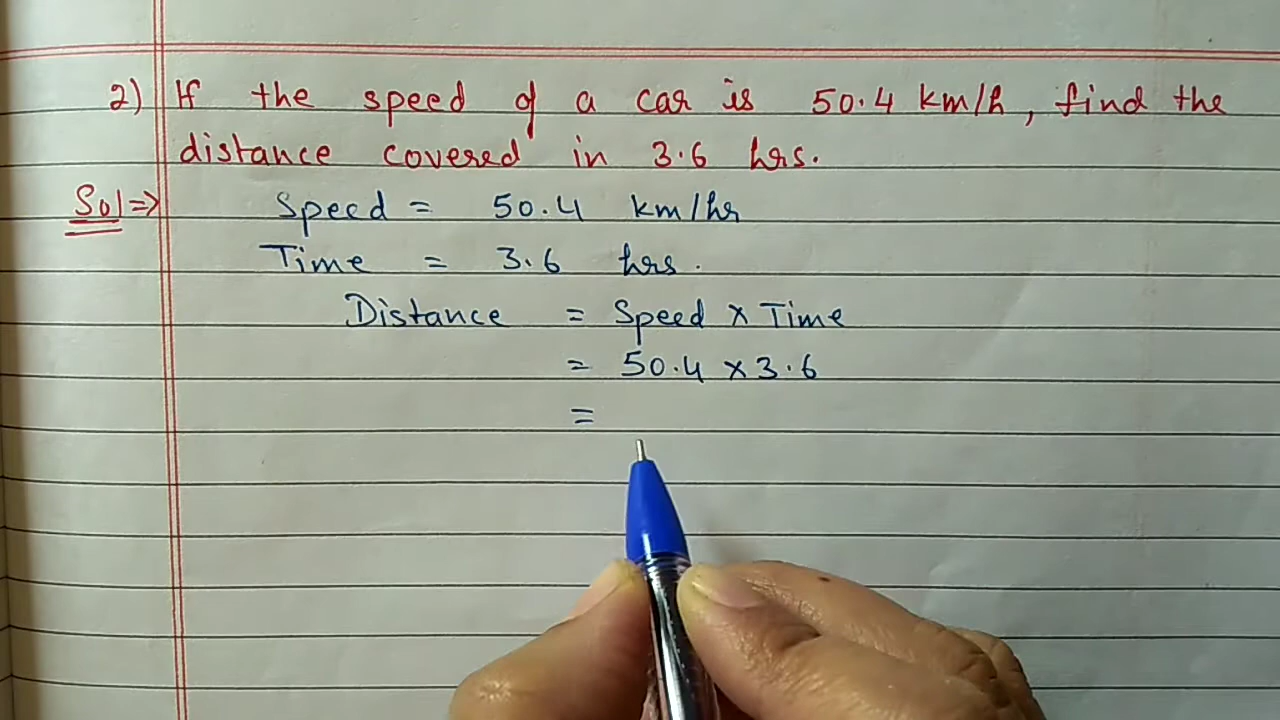 2) If the speed of a car is 50.4 km/h, find the
distance covered in 3.6 hrs.
Sol⇒ Speed = 50.4 km/hr
Time = 3.6 hrs.
Distance = Speed × Time
= 50.4 × 3.6
=